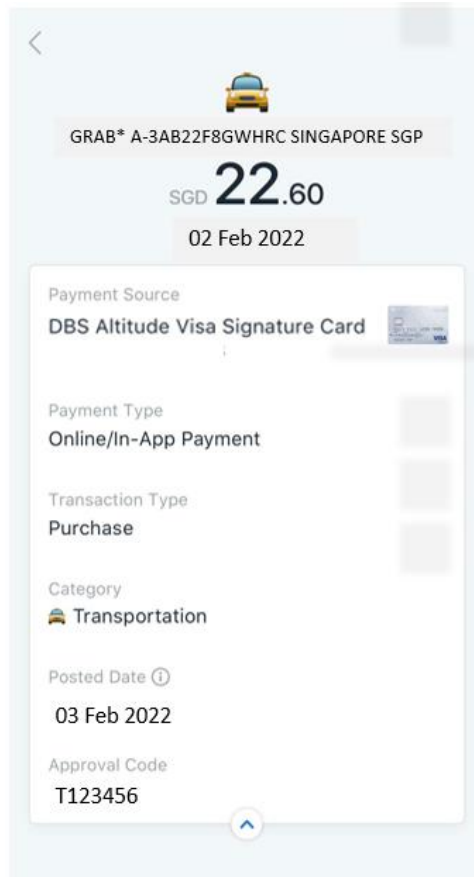 GRAB* A-3AB22F8GWHRC SINGAPORE SGP
SGD 22.60
02 Feb 2022
Payment Source
DBS Altitude Visa Signature Card
VISA
Payment Type
Online/In-App Payment
Transaction Type
Purchase
Category
Transportation
Posted Date
03 Feb 2022
Approval Code
T123456